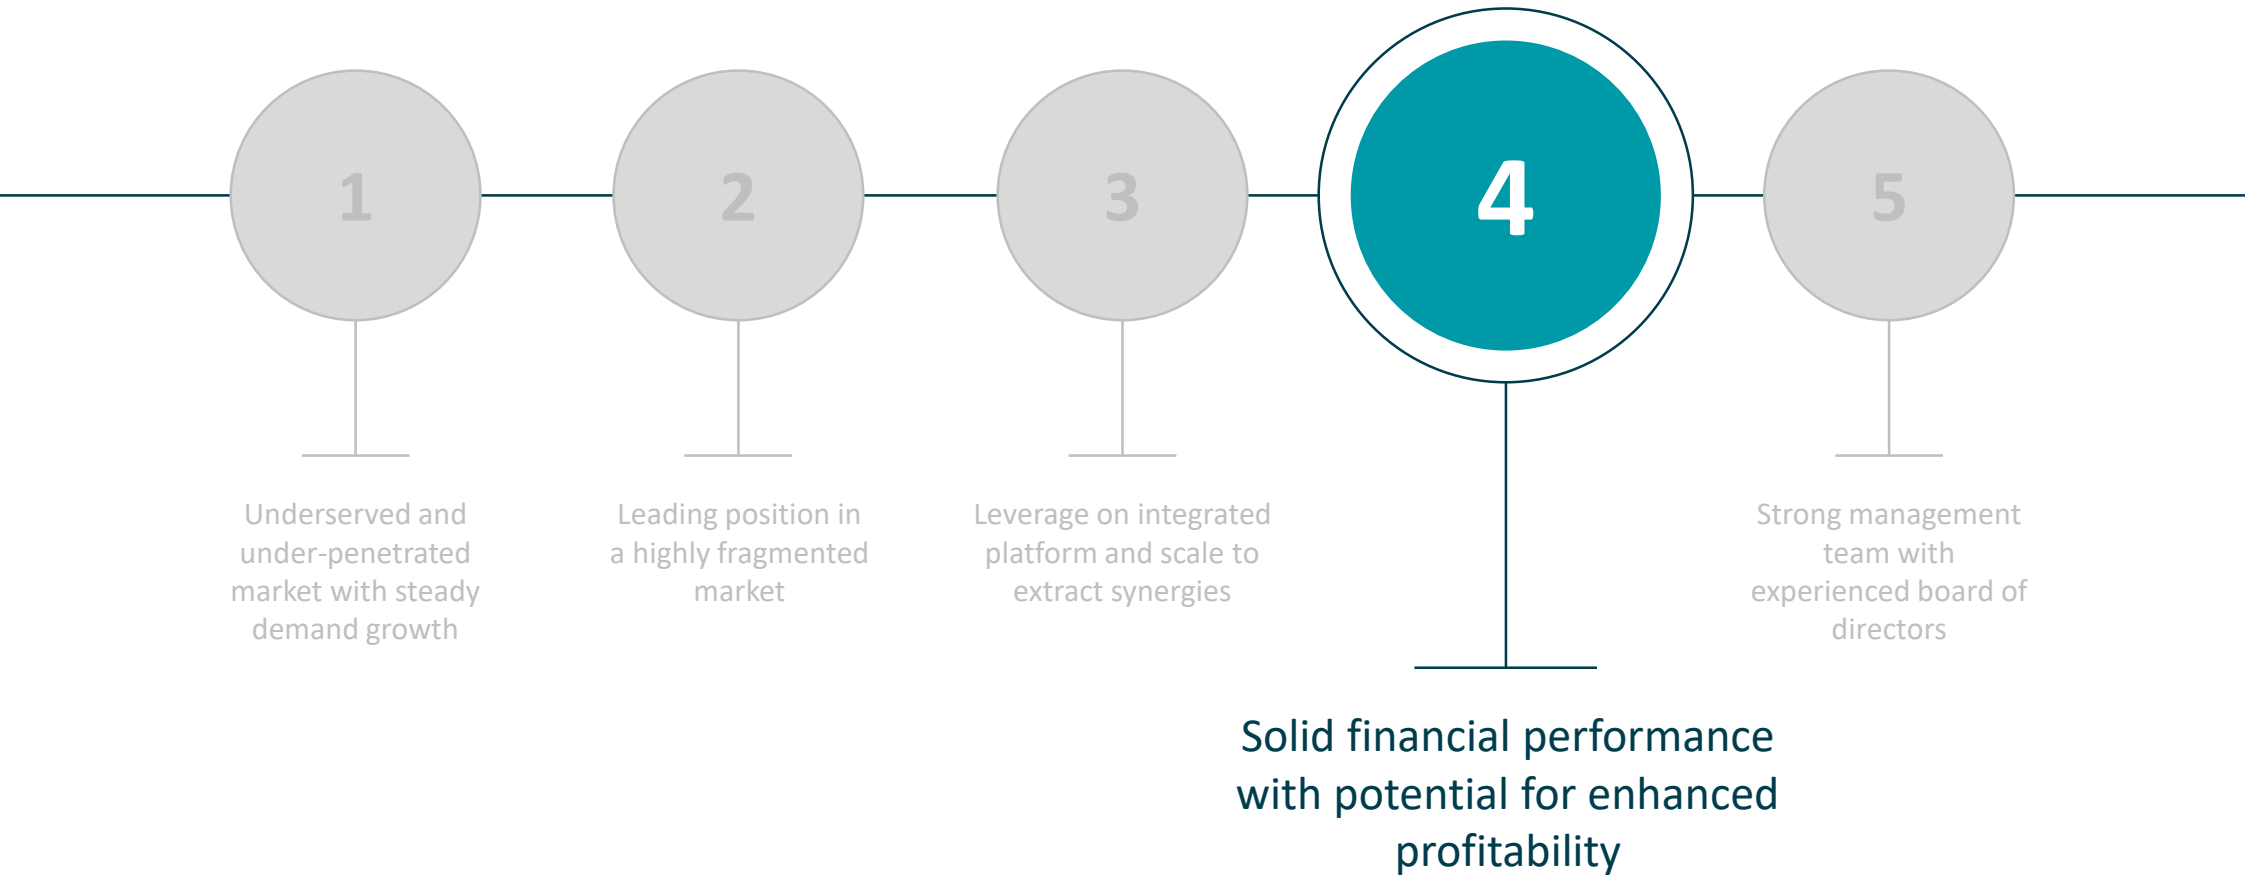 1
Underserved and
under-penetrated
market with steady
demand growth
2
Leading position in
a highly fragmented
market
3
Leverage on integrated
platform and scale to
extract synergies
4
Solid financial performance
with potential for enhanced
profitability
5
Strong management
team with
experienced board of
directors